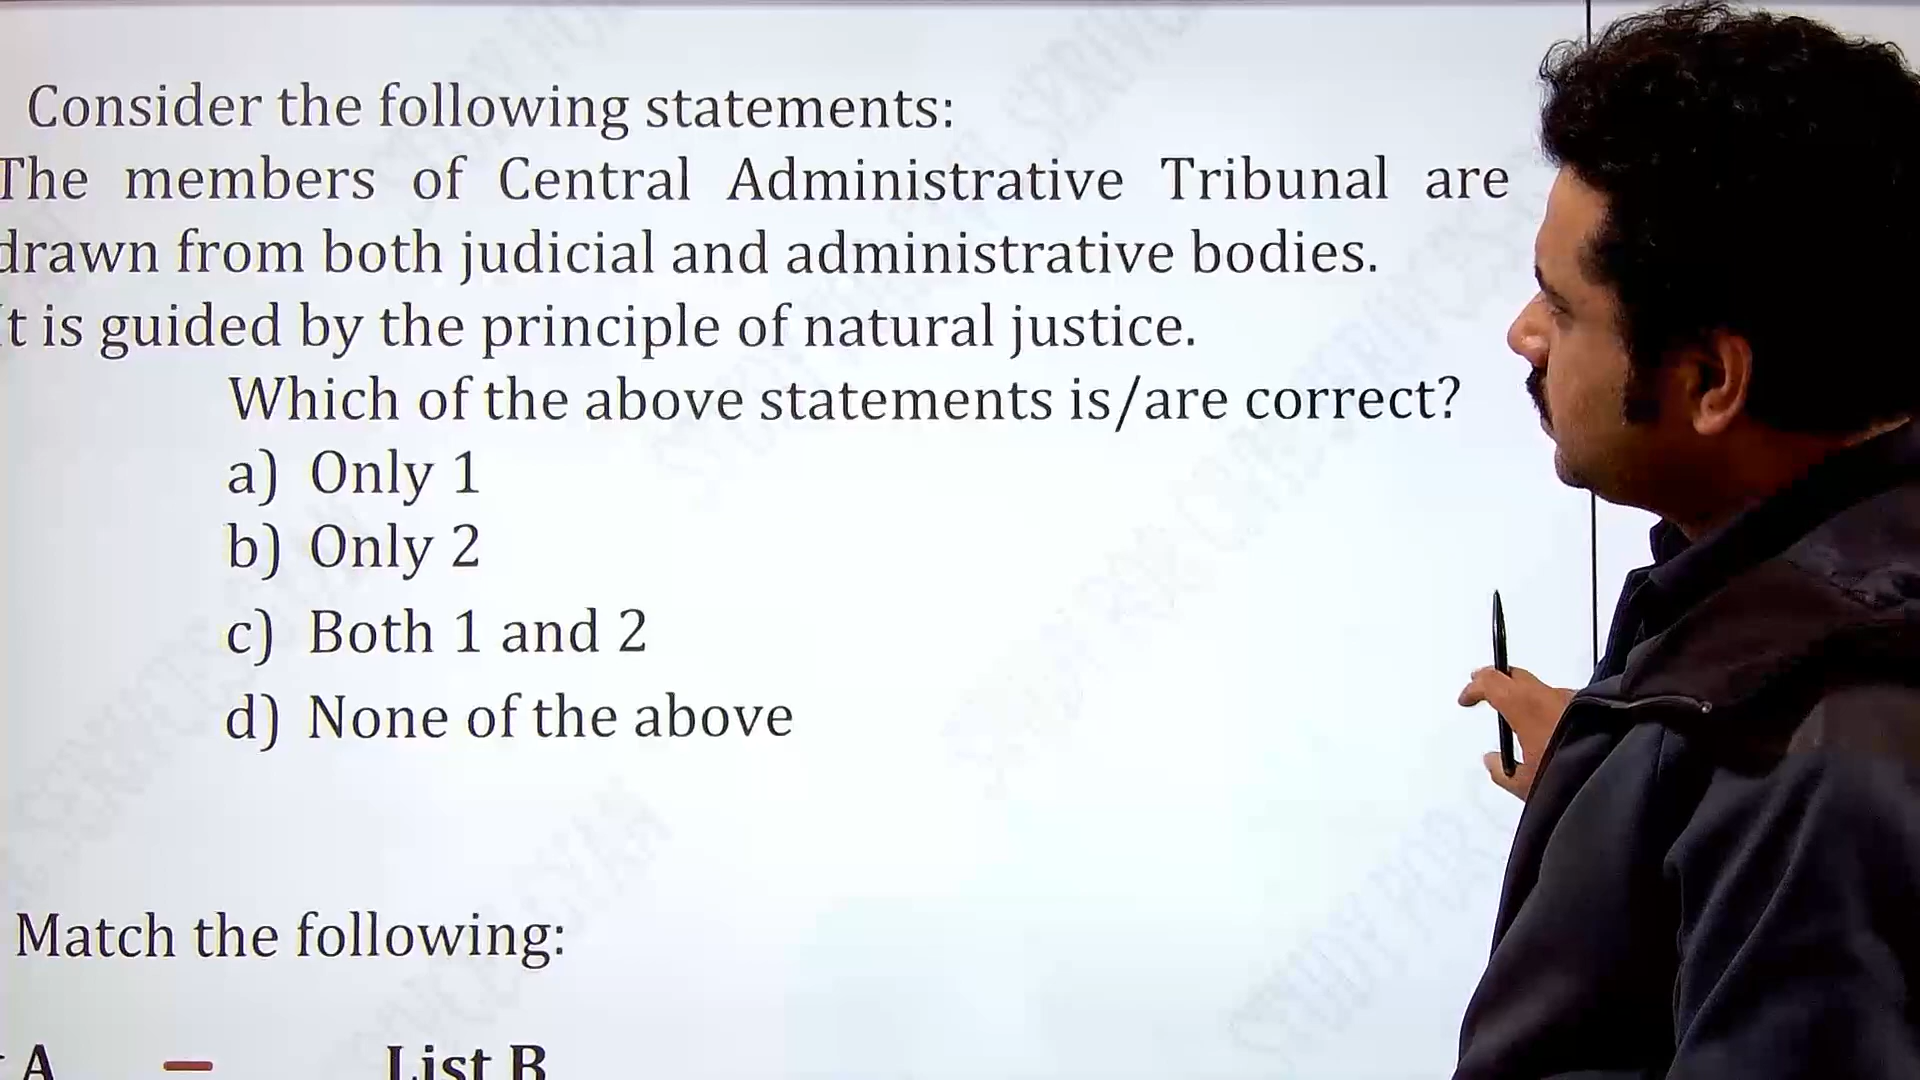 Consider the following statements:
The members of Central Administrative Tribunal are
drawn from both judicial and administrative bodies.
t is guided by the principle of natural justice.
Which of the above statements is/are correct?
a) Only 1
b) Only 2
c) Both 1 and 2
d) None of the above
Match the following:
A — List B